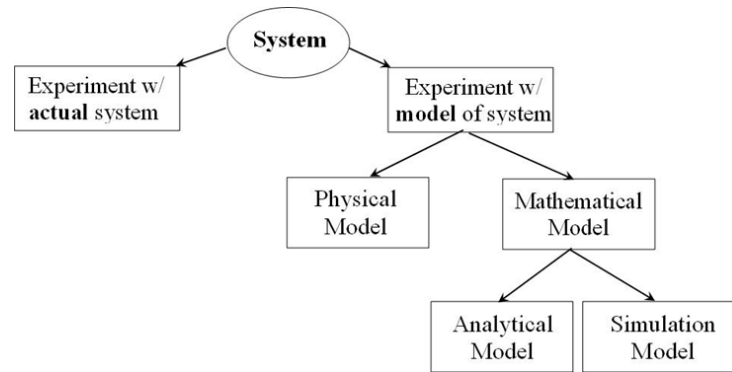 System
Experiment w/
actual system
Experiment w/
model of system
Physical
Model
Mathematical
Model
Analytical
Model
Simulation
Model